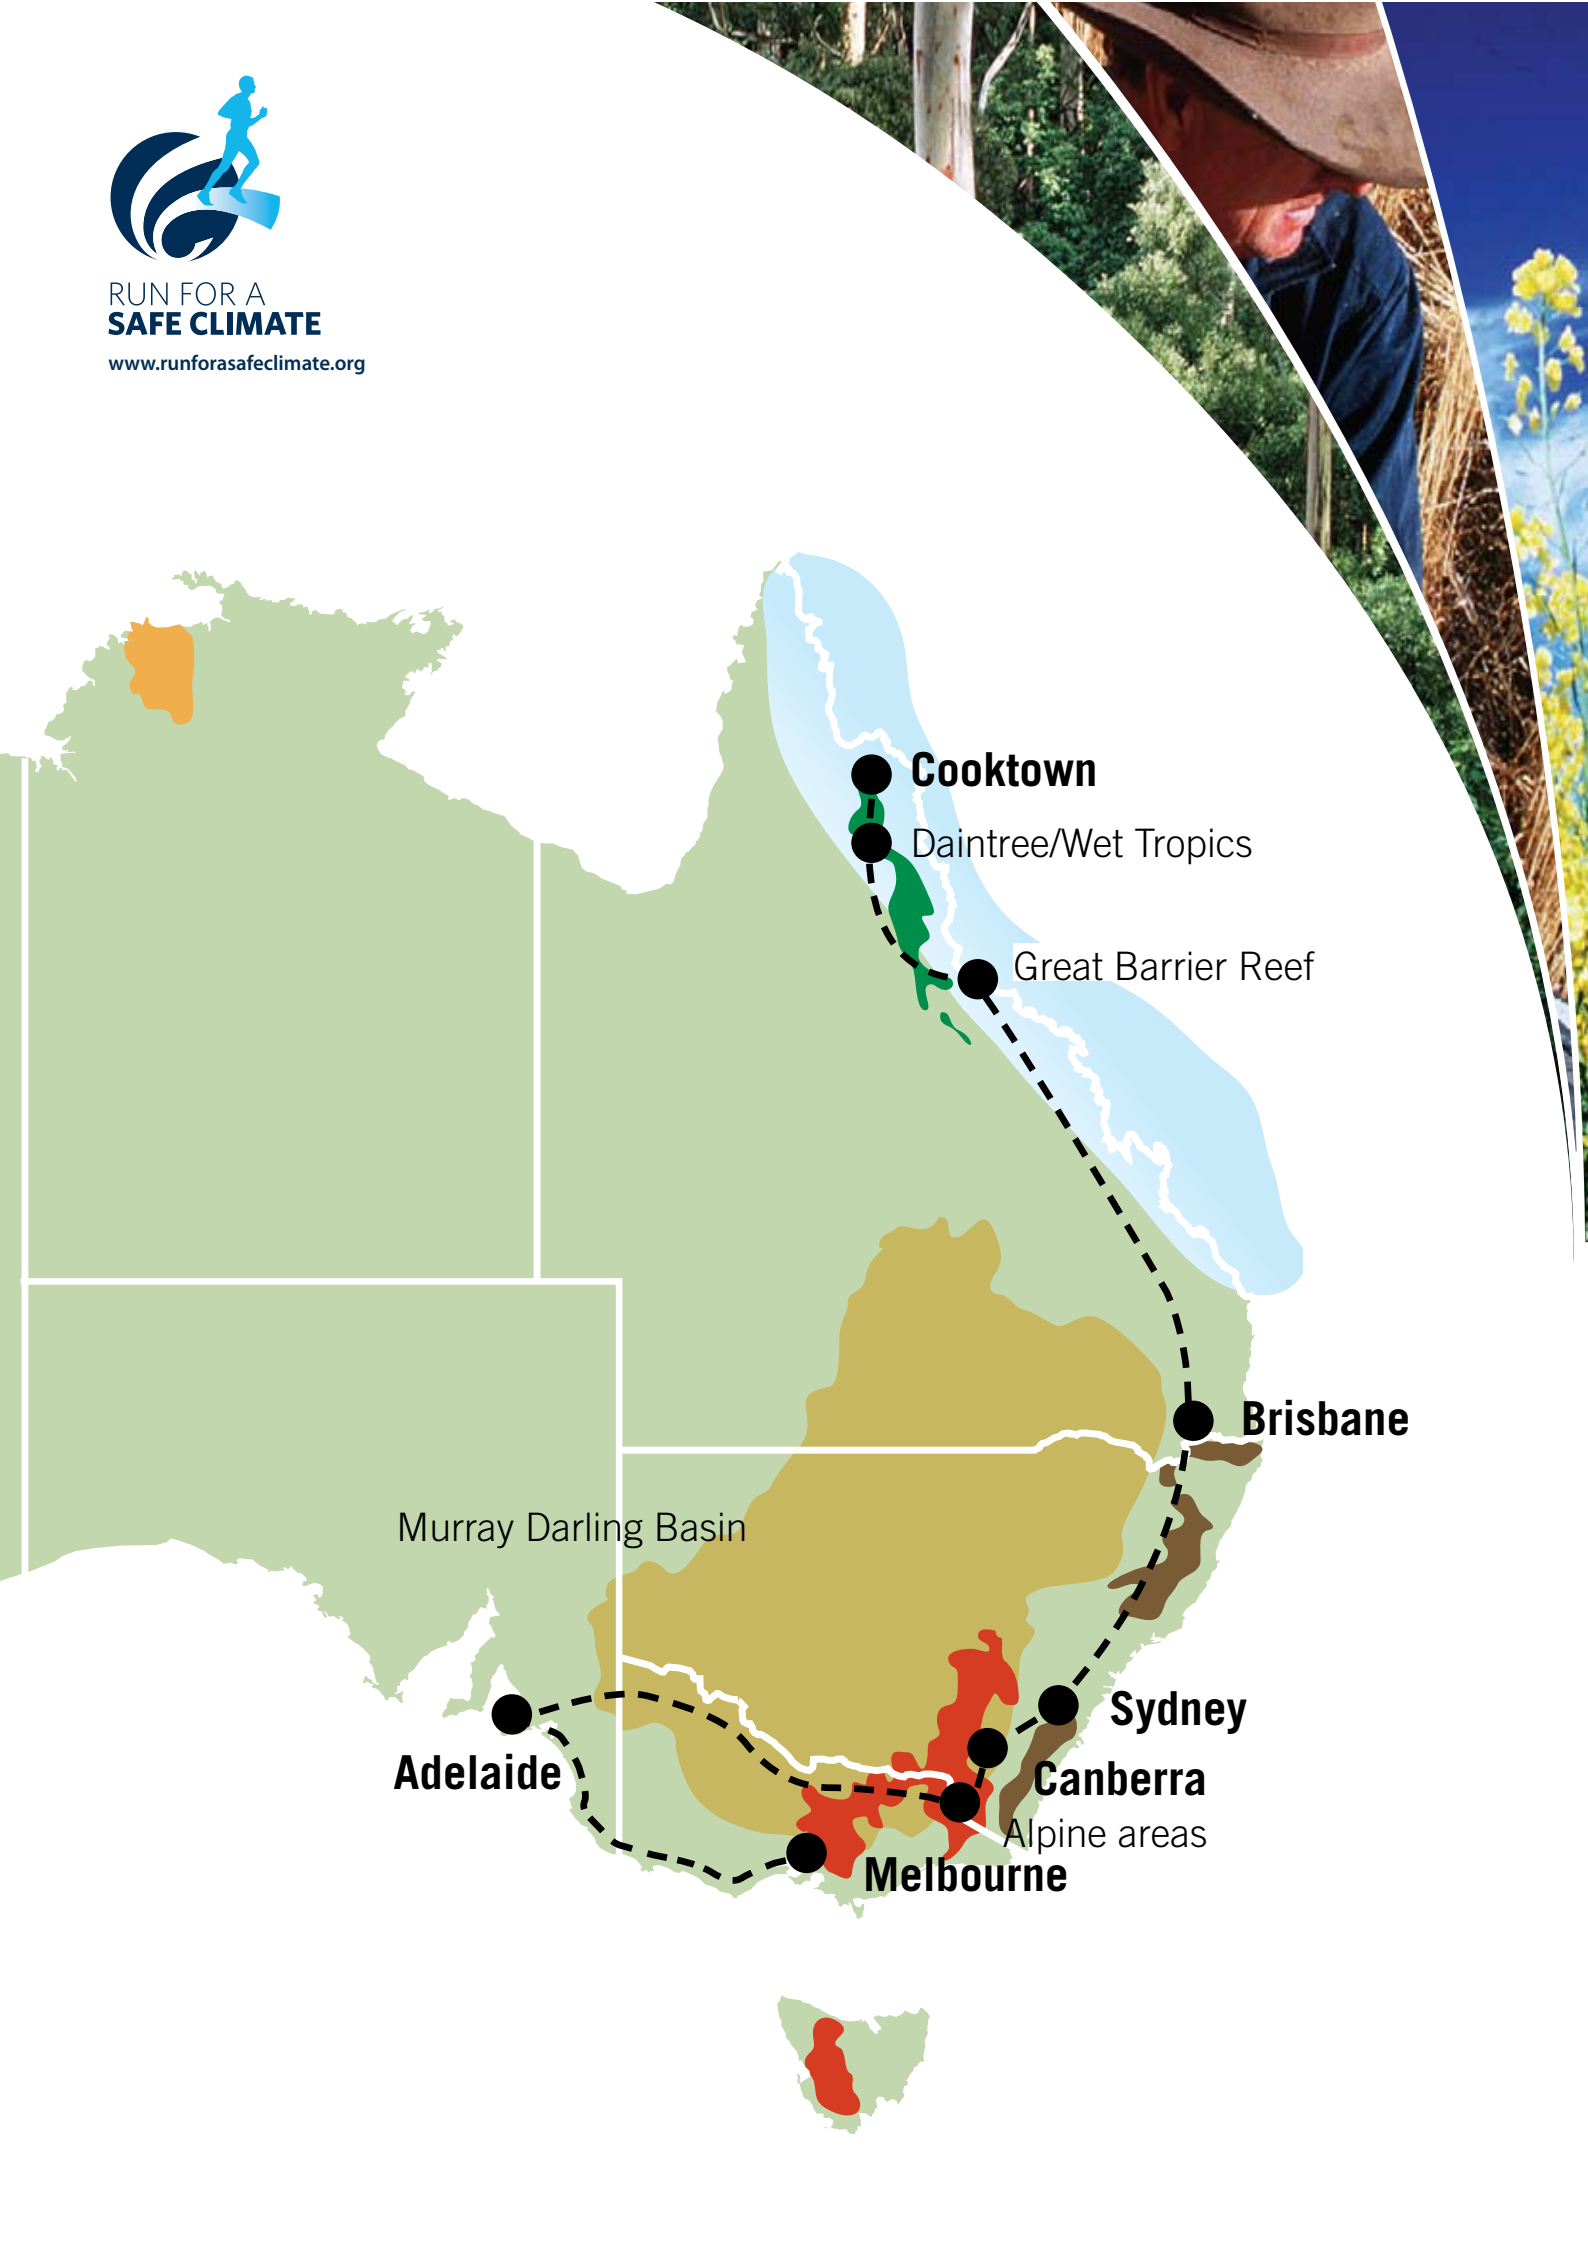 RUN FOR A
SAFE CLIMATE
www.runforasafeclimate.org
Cooktown
Daintree/Wet Tropics
Great Barrier Reef
Brisbane
Murray Darling Basin
Sydney
Adelaide
Canberra
Alpine areas
Melbourne